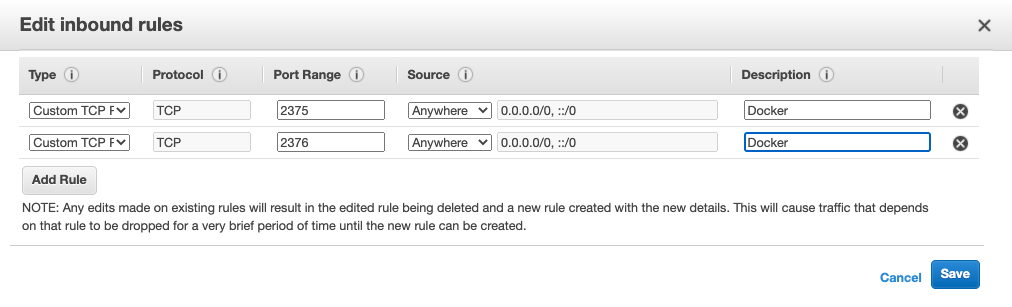 Edit inbound rules
Type Protocol Port Range Source Description
Custom TCP F TCP 2375 Anywhere 0.0.0.0/0, ::/0 Docker
Custom TCP F TCP 2376 Anywhere 0.0.0.0/0, ::/0 Docker
Add Rule
NOTE: Any edits made on existing rules will result in the edited rule being deleted and a new rule created with the new details. This will cause traffic that depends
on that rule to be dropped for a very brief period of time until the new rule can be created.
Cancel Save